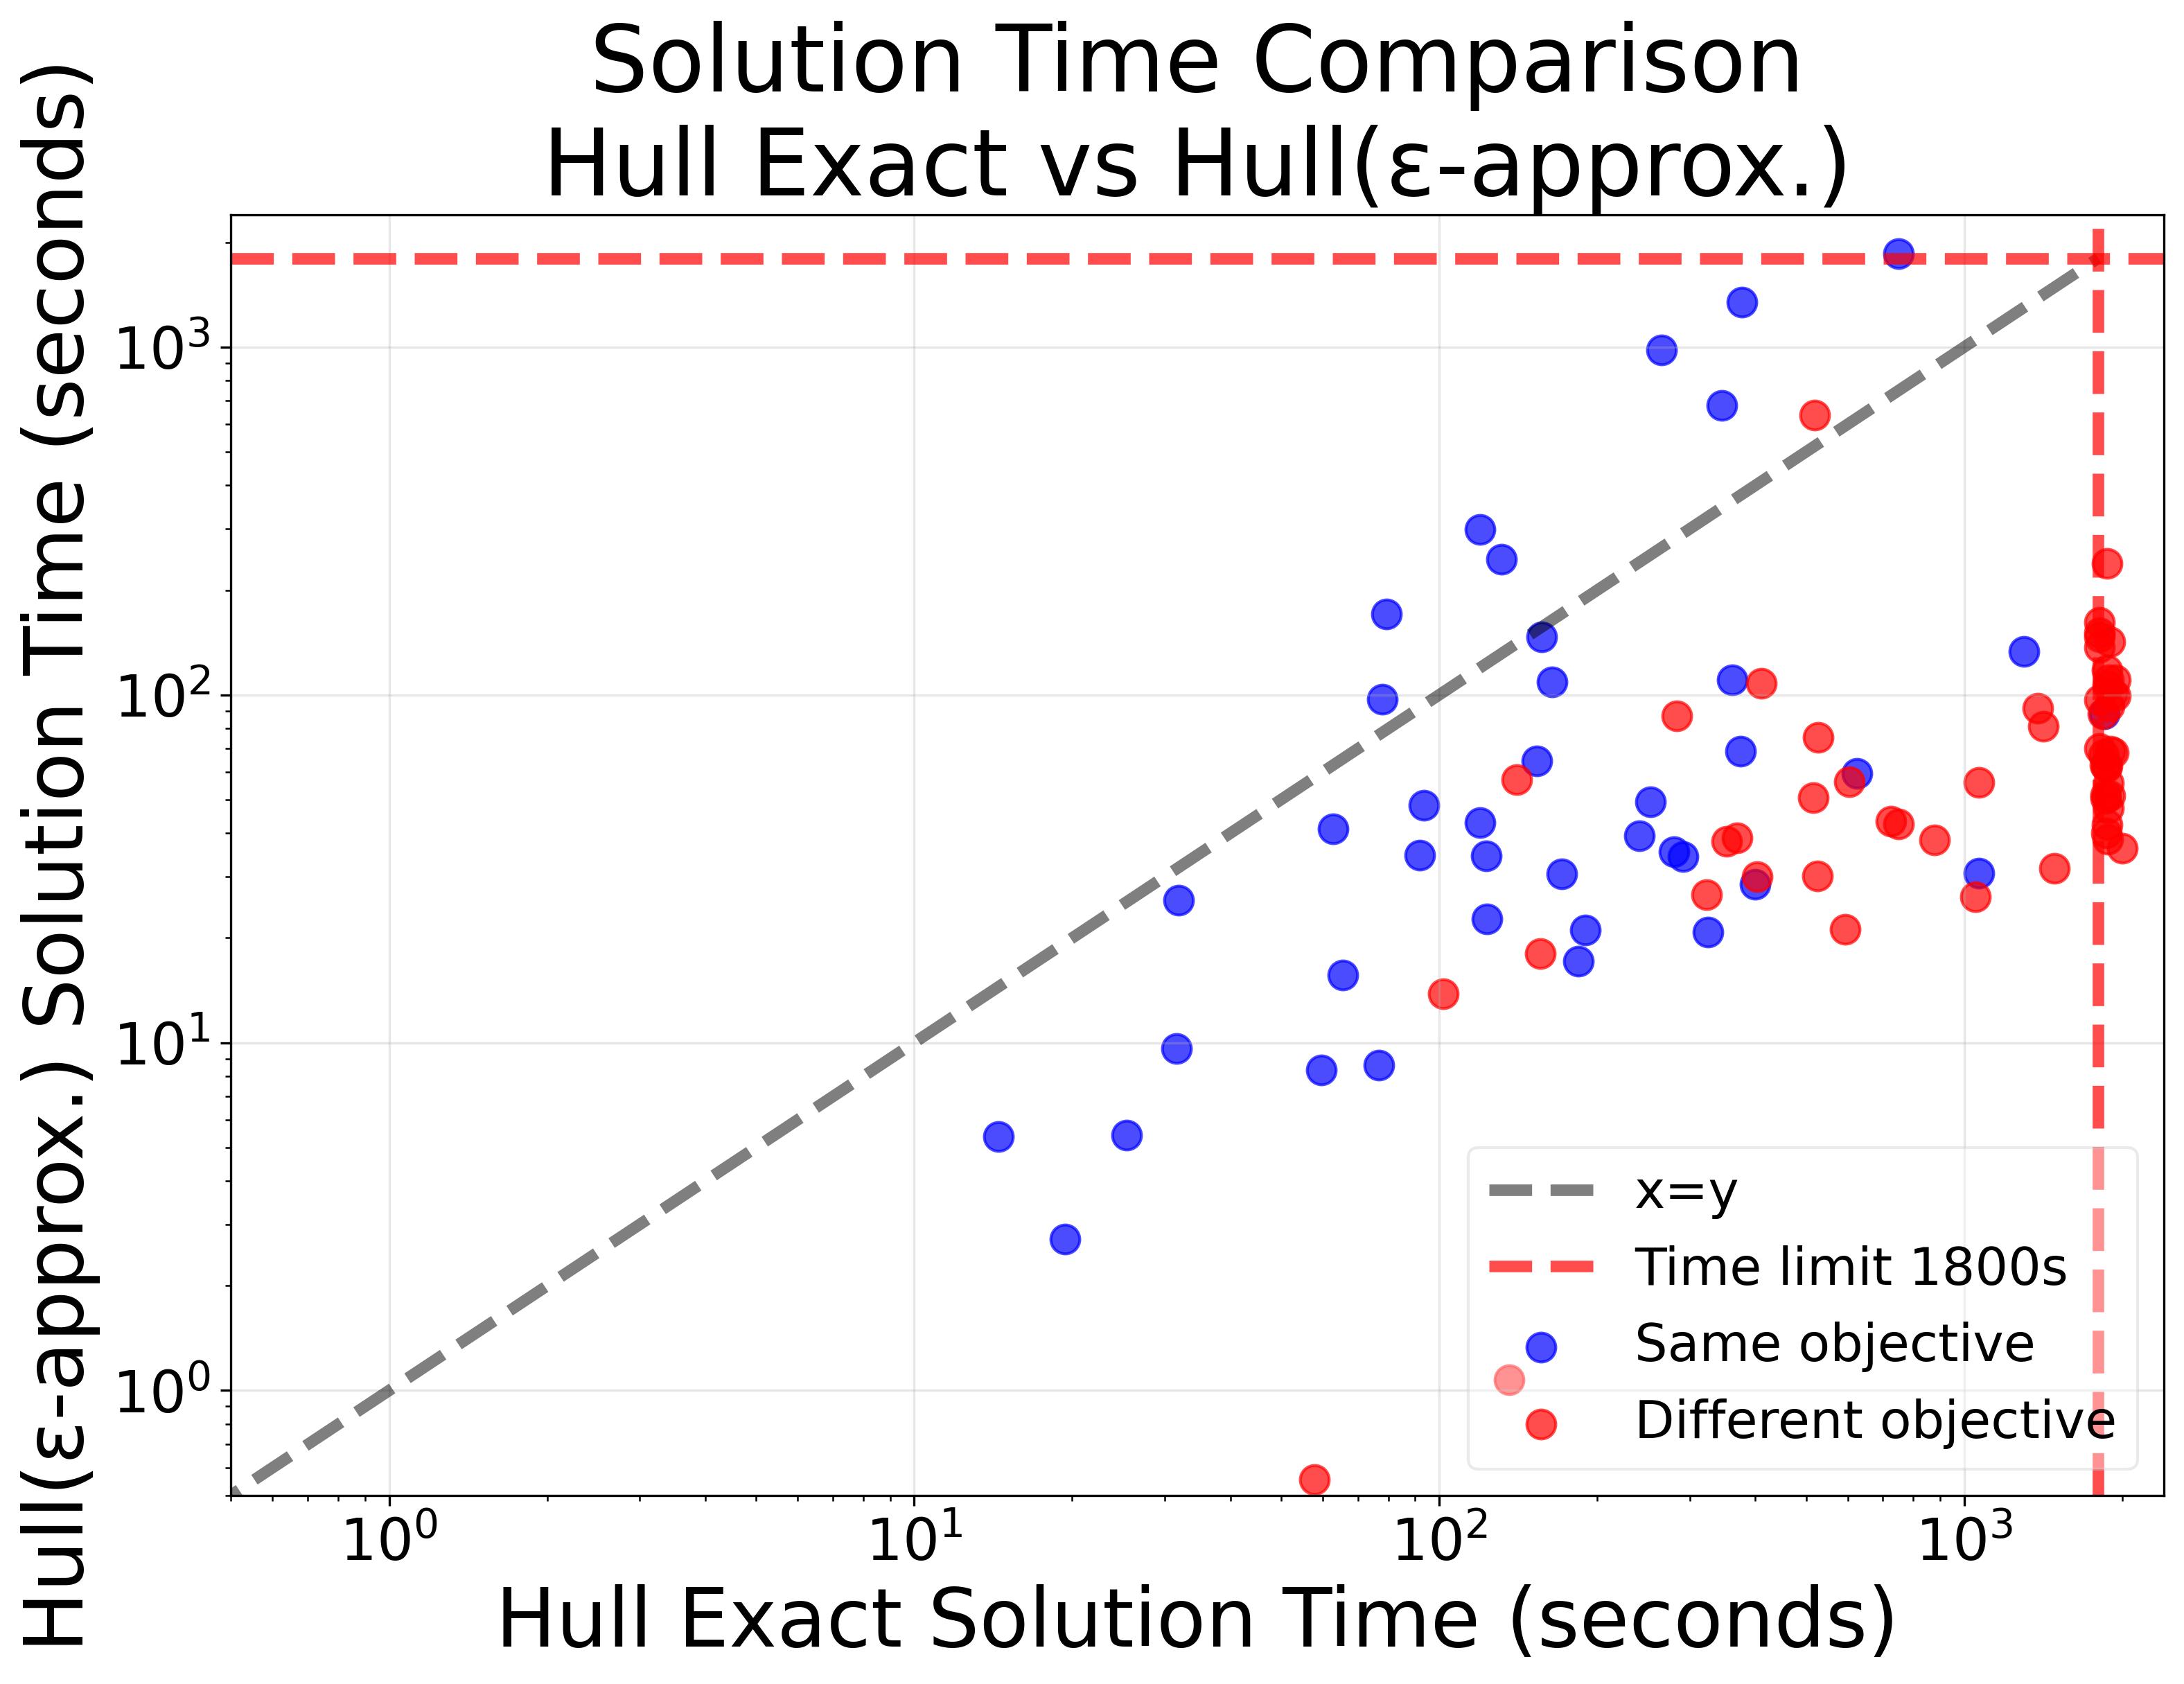 Solution Time Comparison
Hull Exact vs Hull(ε-approx.)
Hull(ε-approx.) Solution Time (seconds)
10³
10²
10¹
10⁰
x=y
Time limit 1800s
Same objective
Different objective
10⁰ 10¹ 10² 10³
Hull Exact Solution Time (seconds)